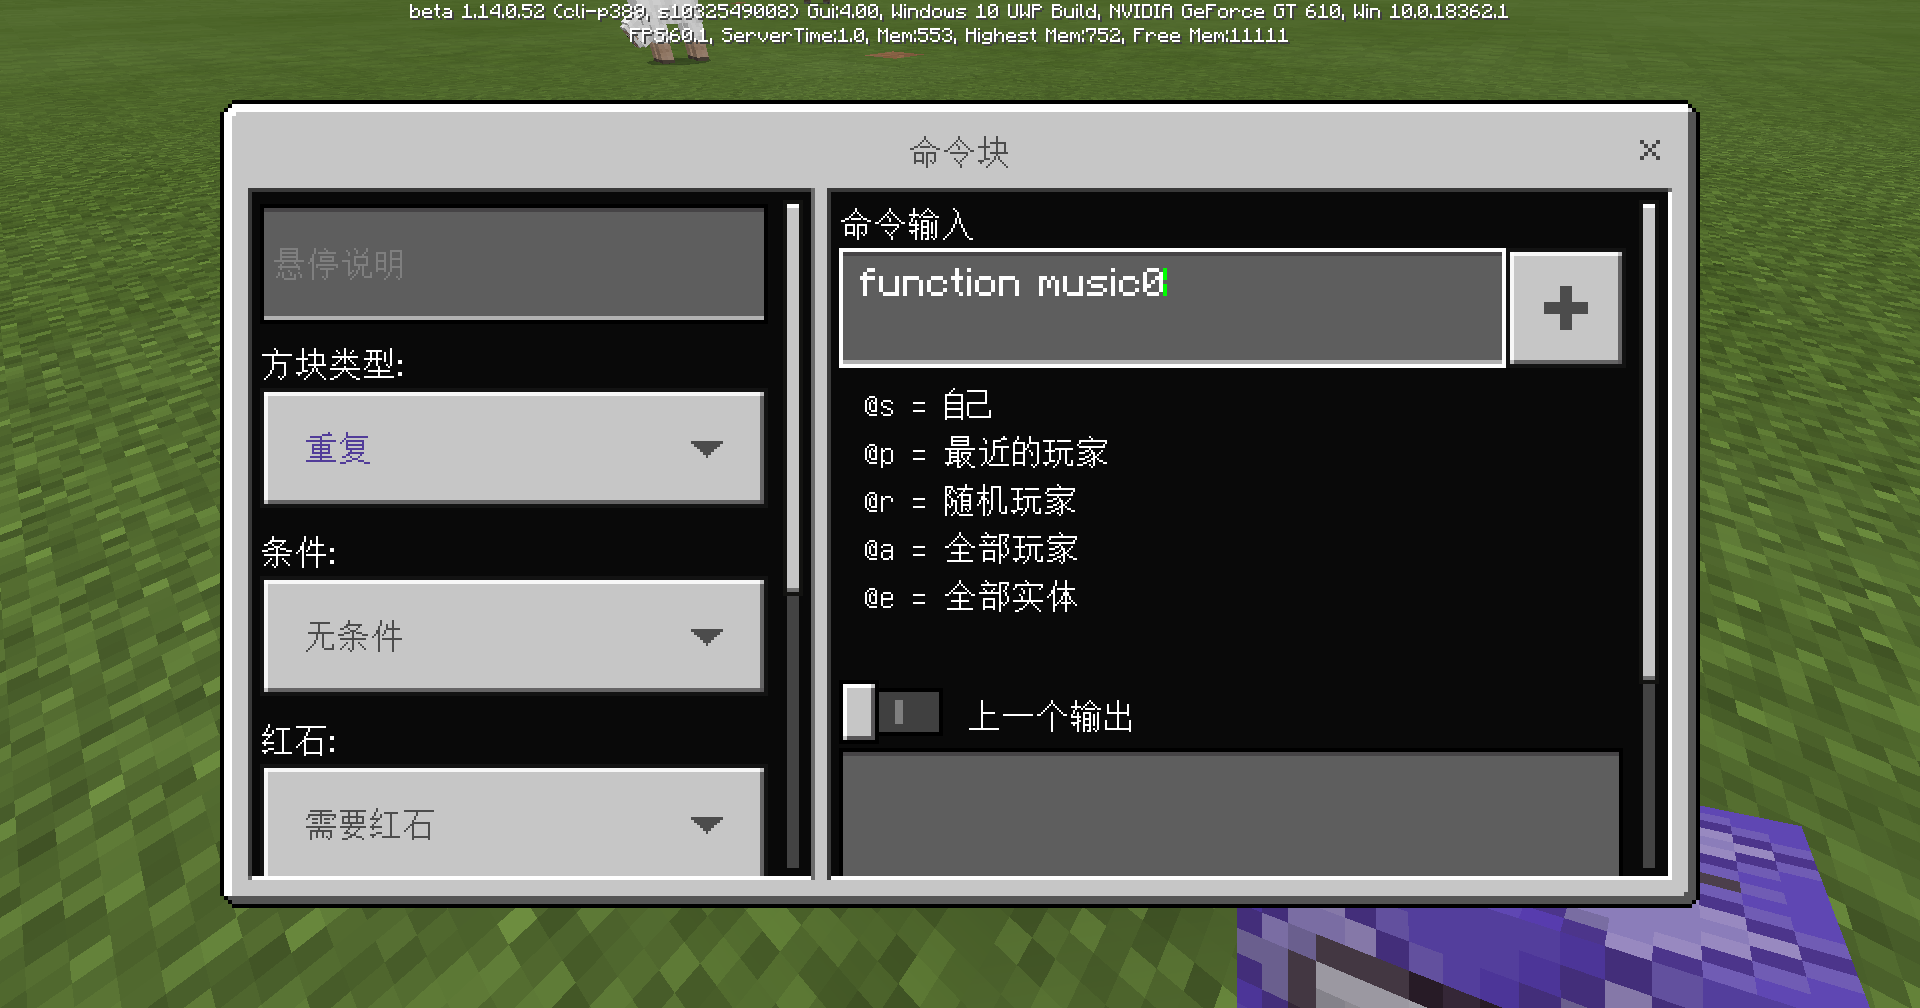 beta 1.14.0.52 (cli-p389, s1032549008) Gui:4.00, Windows 10 UWP Build, NVIDIA GeForce GT 610, Win 10.0.18362.1
FPS:60.1, ServerTime:1.0, Mem:553, Highest Mem:752, Free Mem:11111
命令块
悬停说明
方块类型:
重复
条件:
无条件
红石:
需要红石
命令输入
function music0
@s = 自己
@p = 最近的玩家
@r = 随机玩家
@a = 全部玩家
@e = 全部实体
上一个输出